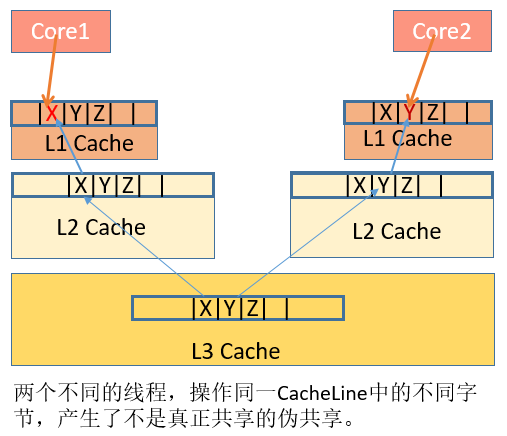 Core1
Core2
|X|Y|Z| |
|X|Y|Z| |
L1 Cache
L1 Cache
|X|Y|Z| |
|X|Y|Z| |
L2 Cache
L2 Cache
|X|Y|Z| |
L3 Cache
两个不同的线程，操作同一CacheLine中的不同字
节，产生了不是真正共享的伪共享。